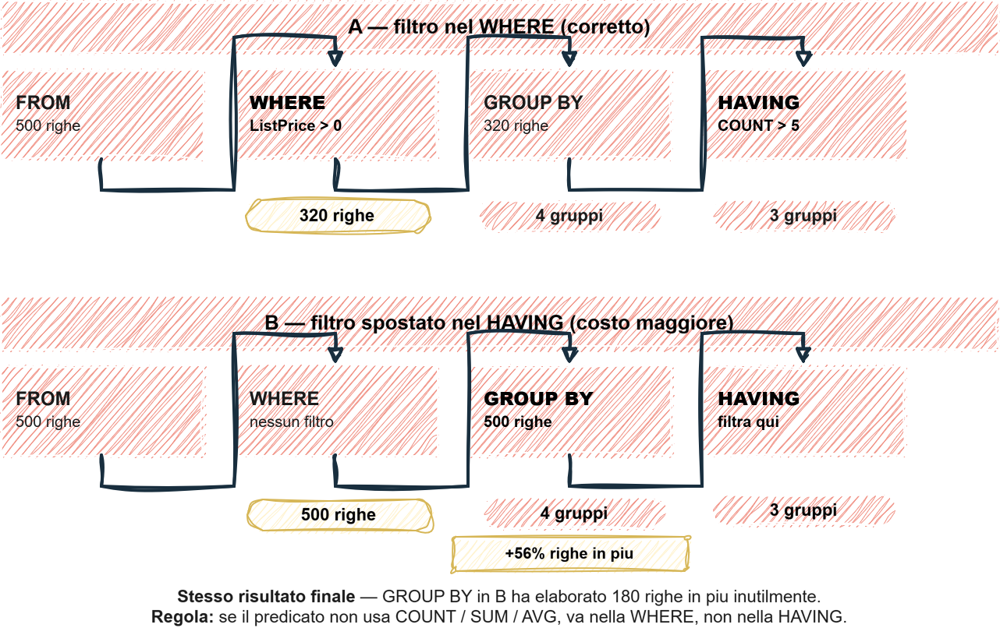 A — filtro nel WHERE (corretto)
FROM
500 righe
WHERE
ListPrice > 0
GROUP BY
320 righe
HAVING
COUNT > 5
320 righe
4 gruppi
3 gruppi
B — filtro spostato nel HAVING (costo maggiore)
FROM
500 righe
WHERE
nessun filtro
GROUP BY
500 righe
HAVING
filtra qui
500 righe
4 gruppi
3 gruppi
+56% righe in piu
Stesso risultato finale — GROUP BY in B ha elaborato 180 righe in piu inutilmente.
Regola: se il predicato non usa COUNT / SUM / AVG, va nella WHERE, non nella HAVING.